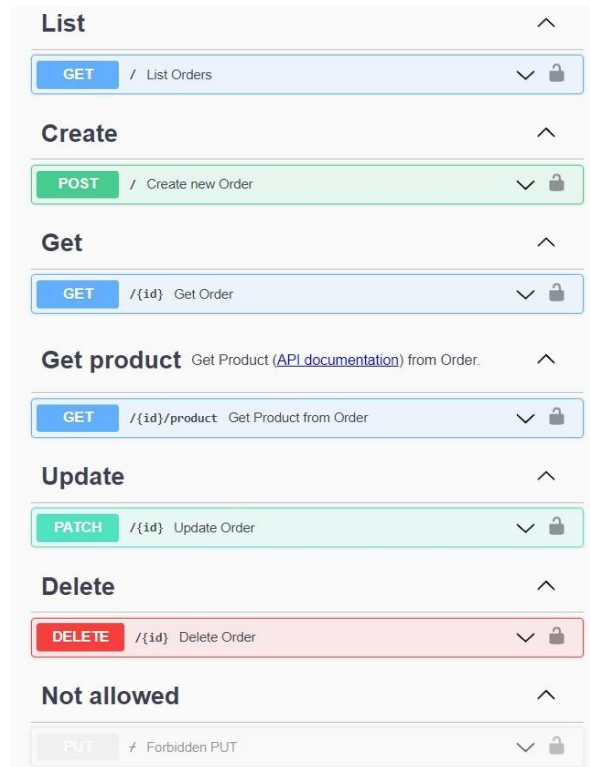 List
GET / List Orders
Create
POST / Create new Order
Get
GET /{id} Get Order
Get product Get Product (API documentation) from Order.
GET /{id}/product Get Product from Order
Update
PATCH /{id} Update Order
Delete
DELETE /{id} Delete Order
Not allowed
PUT / Forbidden PUT